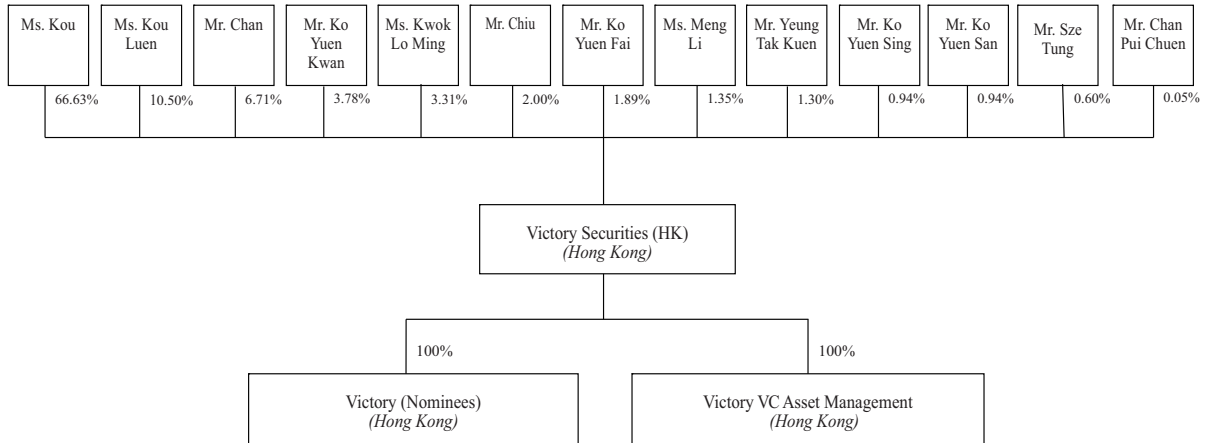 Ms. Kou
Ms. Kou
Luen
Mr. Chan
Mr. Ko
Yuen
Kwan
Ms. Kwok
Lo Ming
Mr. Chiu
Mr. Ko
Yuen Fai
Ms. Meng
Li
Mr. Yeung
Tak Kuen
Mr. Ko
Yuen Sing
Mr. Ko
Yuen San
Mr. Sze
Tung
Mr. Chan
Pui Chuen
66.63%
10.50%
6.71%
3.78%
3.31%
2.00%
1.89%
1.35%
1.30%
0.94%
0.94%
0.60%
0.05%
Victory Securities (HK)
(Hong Kong)
100%
100%
Victory (Nominees)
(Hong Kong)
Victory VC Asset Management
(Hong Kong)